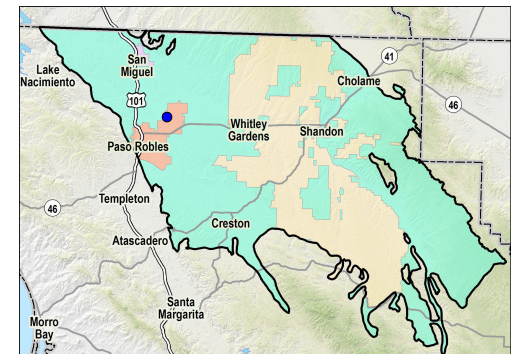 San
Miguel
Lake
Nacimiento
41
Cholame
101
46
Whitley
Gardens
Shandon
Paso Robles
Templeton
46
Creston
Atascadero
Santa
Margarita
Morro
Bay